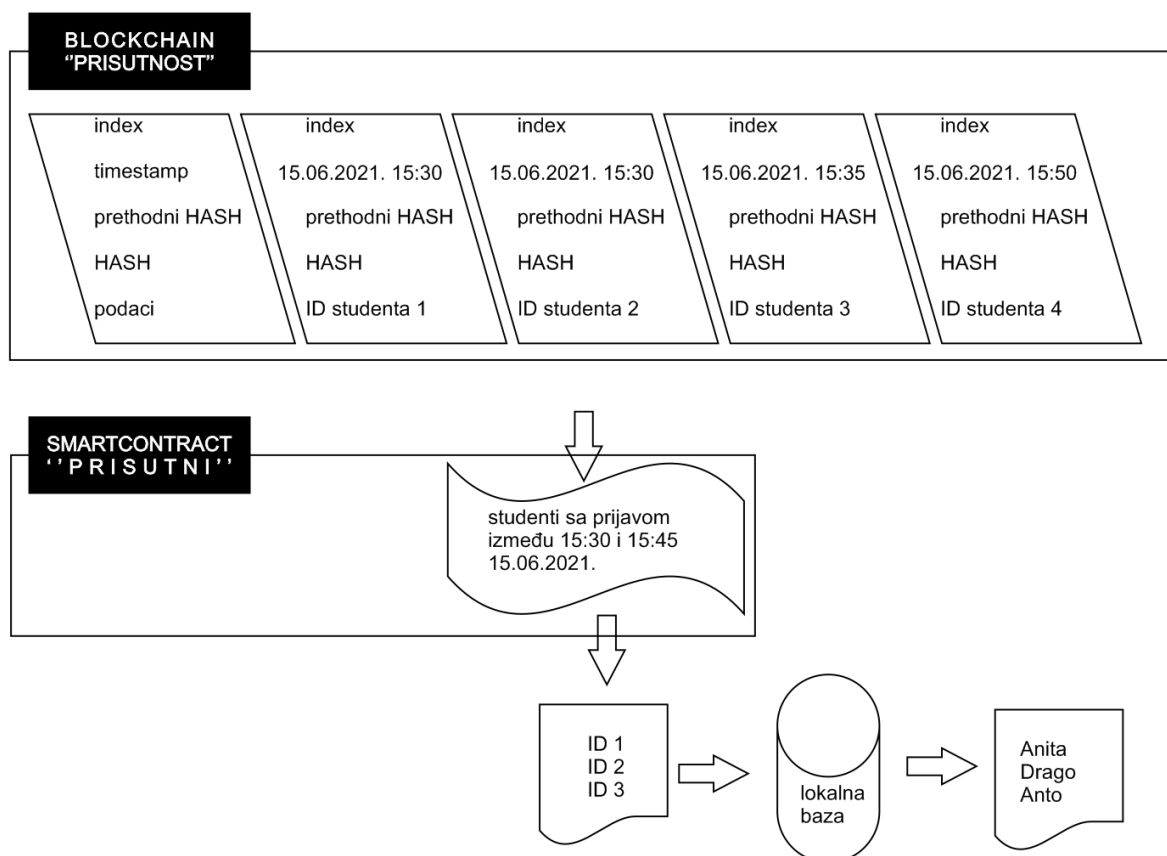 BLOCKCHAIN
‘’PRISUTNOST’’
index
timestamp
prethodni HASH
HASH
podaci
index
15.06.2021. 15:30
prethodni HASH
HASH
ID studenta 1
index
15.06.2021. 15:30
prethodni HASH
HASH
ID studenta 2
index
15.06.2021. 15:35
prethodni HASH
HASH
ID studenta 3
index
15.06.2021. 15:50
prethodni HASH
HASH
ID studenta 4
SMARTCONTRACT
‘’PRISUTNI’’
studenti sa prijavom
između 15:30 i 15:45
15.06.2021.
ID 1
ID 2
ID 3
lokalna
baza
Anita
Drago
Anto